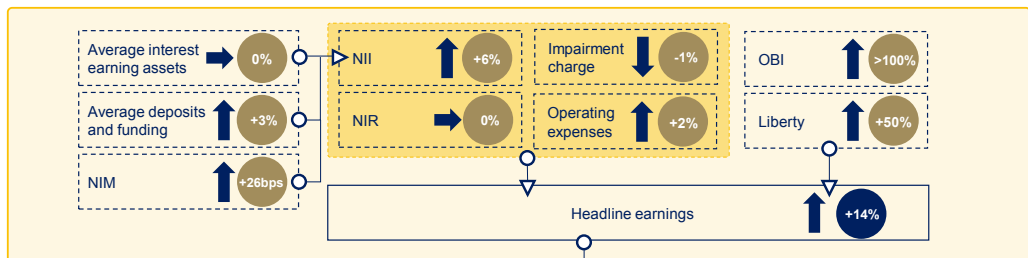 Average interest
earning assets
0%
Average deposits
and funding
+3%
NIM
+26bps
NII
+6%
NIR
0%
Impairment
charge
-1%
Operating
expenses
+2%
OBI
>100%
Liberty
+50%
Headline earnings
+14%